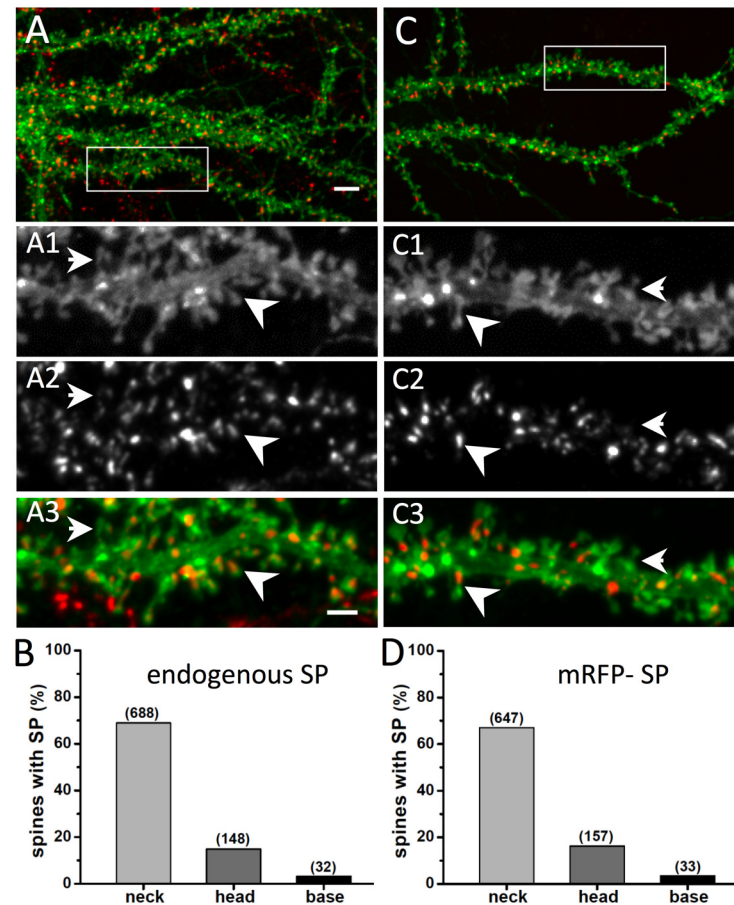 A
C
A1
C1
A2
C2
A3
C3
B
endogenous SP
spines with SP (%)
100
80
60
40
20
0
(688)
(148)
(32)
neck
head
base
D
mRFP- SP
spines with SP (%)
100
80
60
40
20
0
(647)
(157)
(33)
neck
head
base